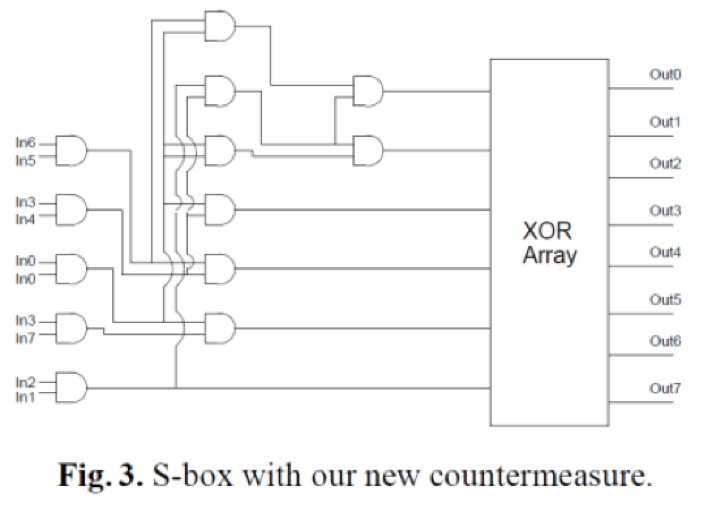 In6
In5
In3
In4
In0
In0
In3
In7
In2
In1
XOR
Array
Out0
Out1
Out2
Out3
Out4
Out5
Out6
Out7
Fig. 3. S-box with our new countermeasure.